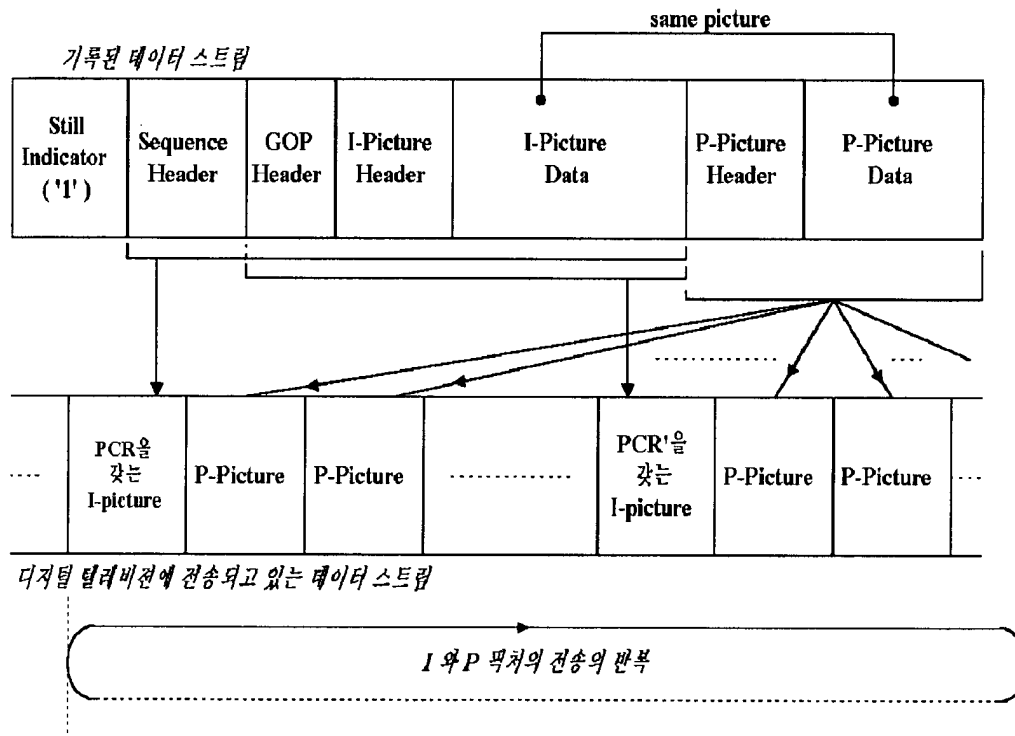 same picture
기록된 데이터 스트림
Still
Indicator
('1')
Sequence
Header
GOP
Header
I-Picture
Header
I-Picture
Data
P-Picture
Header
P-Picture
Data
PCR을
갖는
I-picture
P-Picture
P-Picture
PCR'을
갖는
I-picture
P-Picture
P-Picture
디지털 텔레비전에 전송되고 있는 데이터 스트림
I 와 P 픽처의 전송의 반복